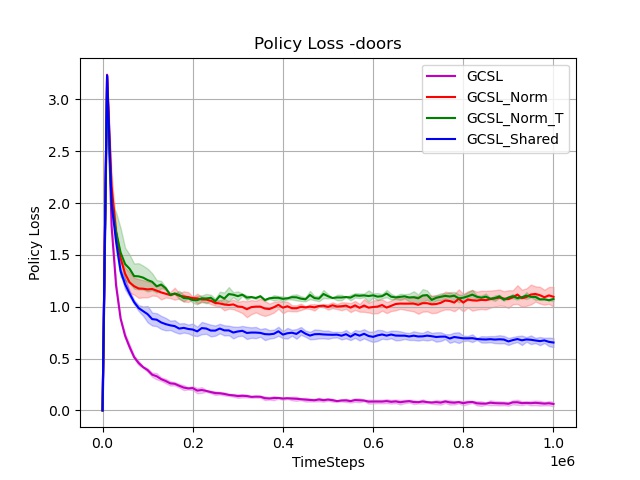 Policy Loss -doors
GCSL
GCSL_Norm
GCSL_Norm_T
GCSL_Shared
Policy Loss
3.0
2.5
2.0
1.5
1.0
0.5
0.0
0.0 0.2 0.4 0.6 0.8 1.0
TimeSteps
1e6